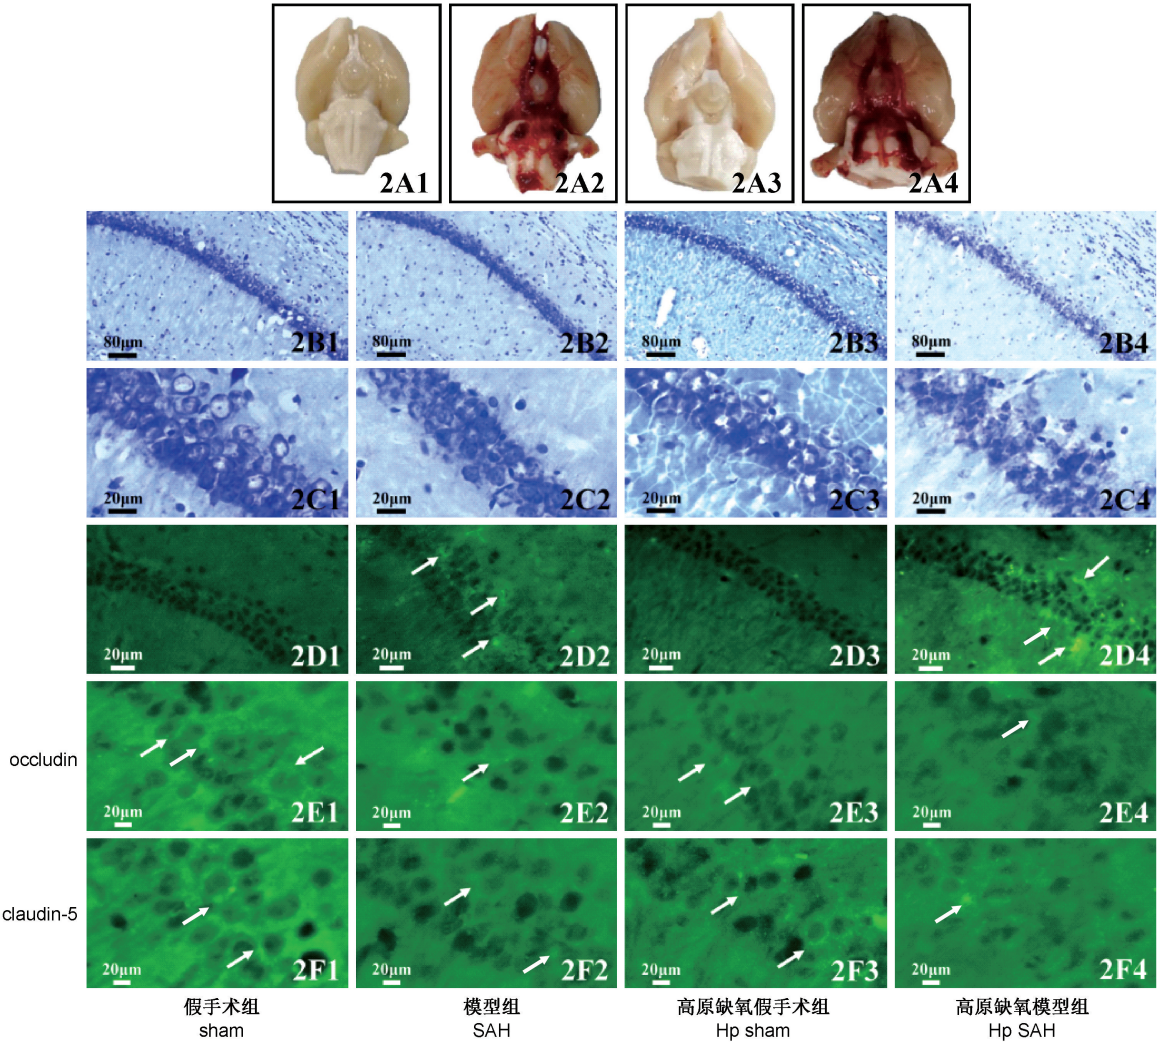 2A1 2A2 2A3 2A4
80μm 2B1 80μm 2B2 80μm 2B3 80μm 2B4
20μm 2C1 20μm 2C2 20μm 2C3 20μm 2C4
20μm 2D1 20μm 2D2 20μm 2D3 20μm 2D4
occludin 20μm 2E1 20μm 2E2 20μm 2E3 20μm 2E4
claudin-5 20μm 2F1 20μm 2F2 20μm 2F3 20μm 2F4
假手术组 模型组 高原缺氧假手术组 高原缺氧模型组
sham SAH Hp sham Hp SAH